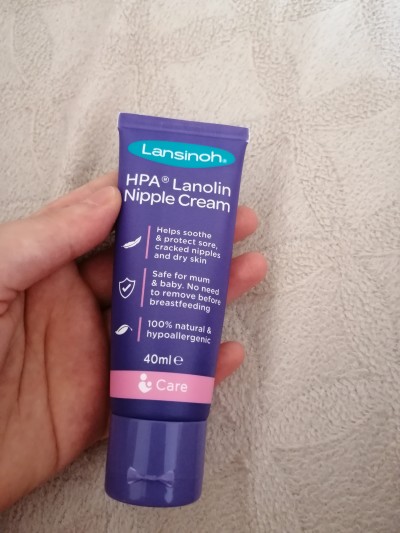 Lansinoh®
HPA® Lanolin
Nipple Cream
Helps soothe
& protect sore,
cracked nipples
and dry skin
Safe for mum
& baby. No need
to remove before
breastfeeding
100% natural &
hypoallergenic
40ml ℮
Care